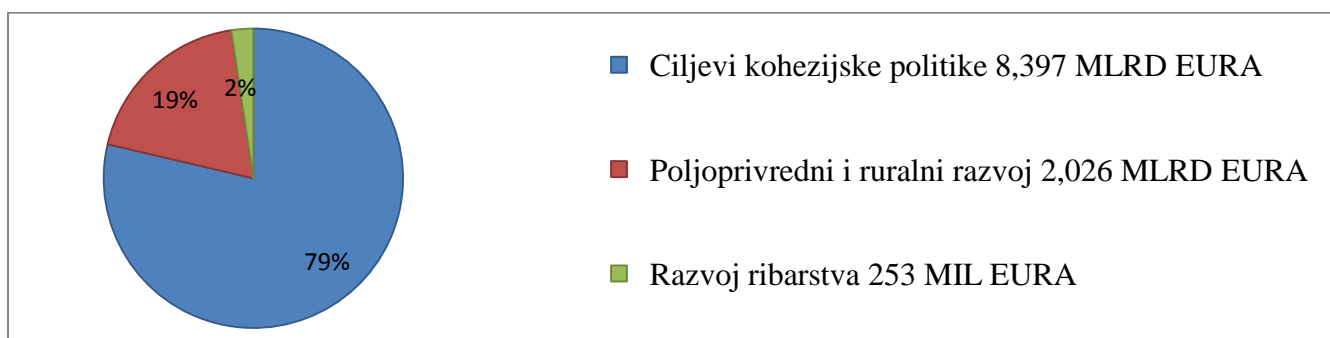 2%
19%
79%
Ciljevi kohezijske politike 8,397 MLRD EURA
Poljoprivredni i ruralni razvoj 2,026 MLRD EURA
Razvoj ribarstva 253 MIL EURA